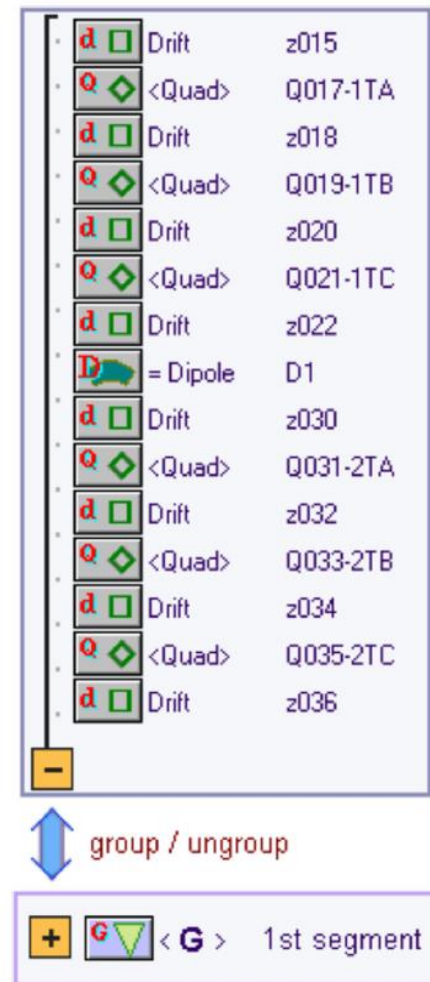 d Drift z015
Q <Quad> Q017-1TA
d Drift z018
Q <Quad> Q019-1TB
d Drift z020
Q <Quad> Q021-1TC
d Drift z022
D = Dipole D1
d Drift z030
Q <Quad> Q031-2TA
d Drift z032
Q <Quad> Q033-2TB
d Drift z034
Q <Quad> Q035-2TC
d Drift z036
−
group / ungroup
+ G < G > 1st segment